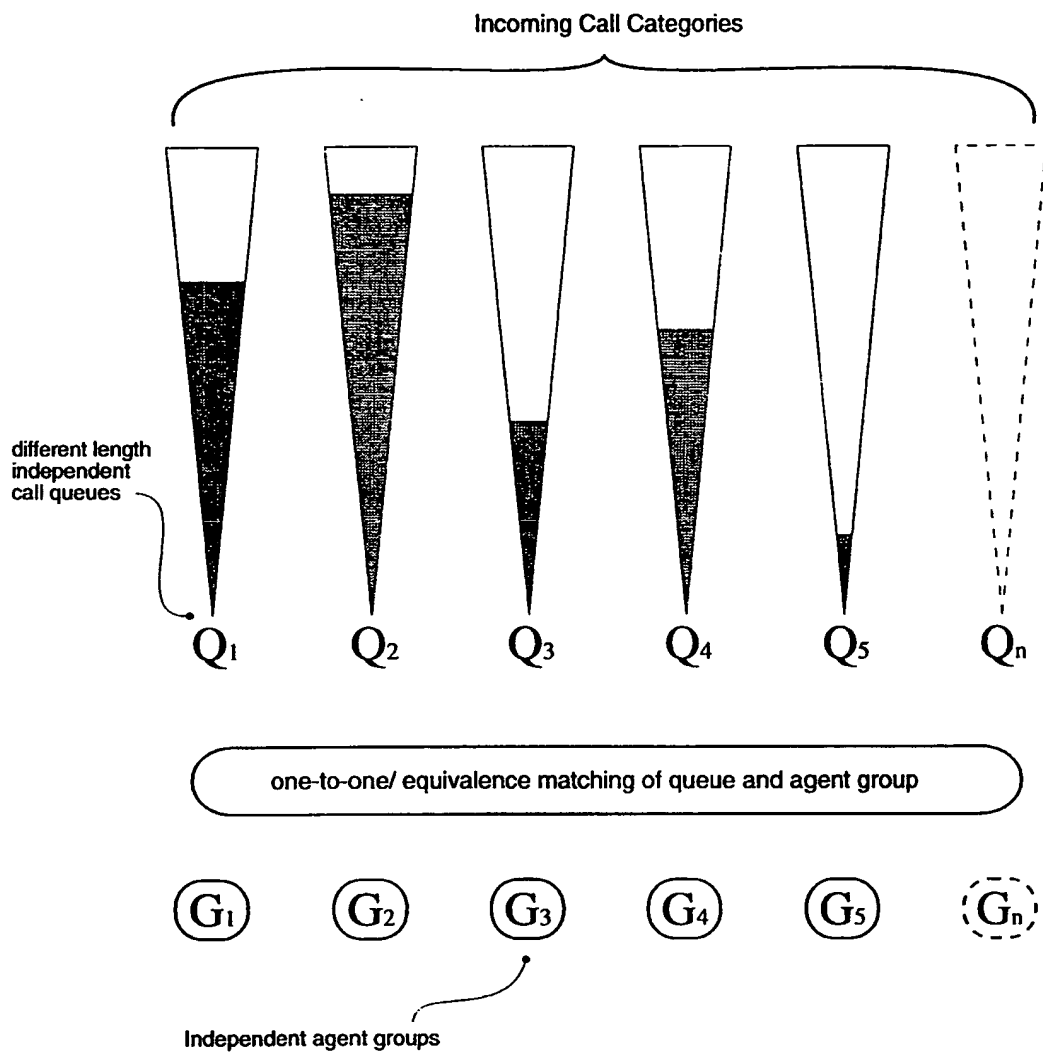 Incoming Call Categories
different length
independent
call queues
Q1 Q2 Q3 Q4 Q5 Qn
one-to-one/ equivalence matching of queue and agent group
G1 G2 G3 G4 G5 Gn
Independent agent groups